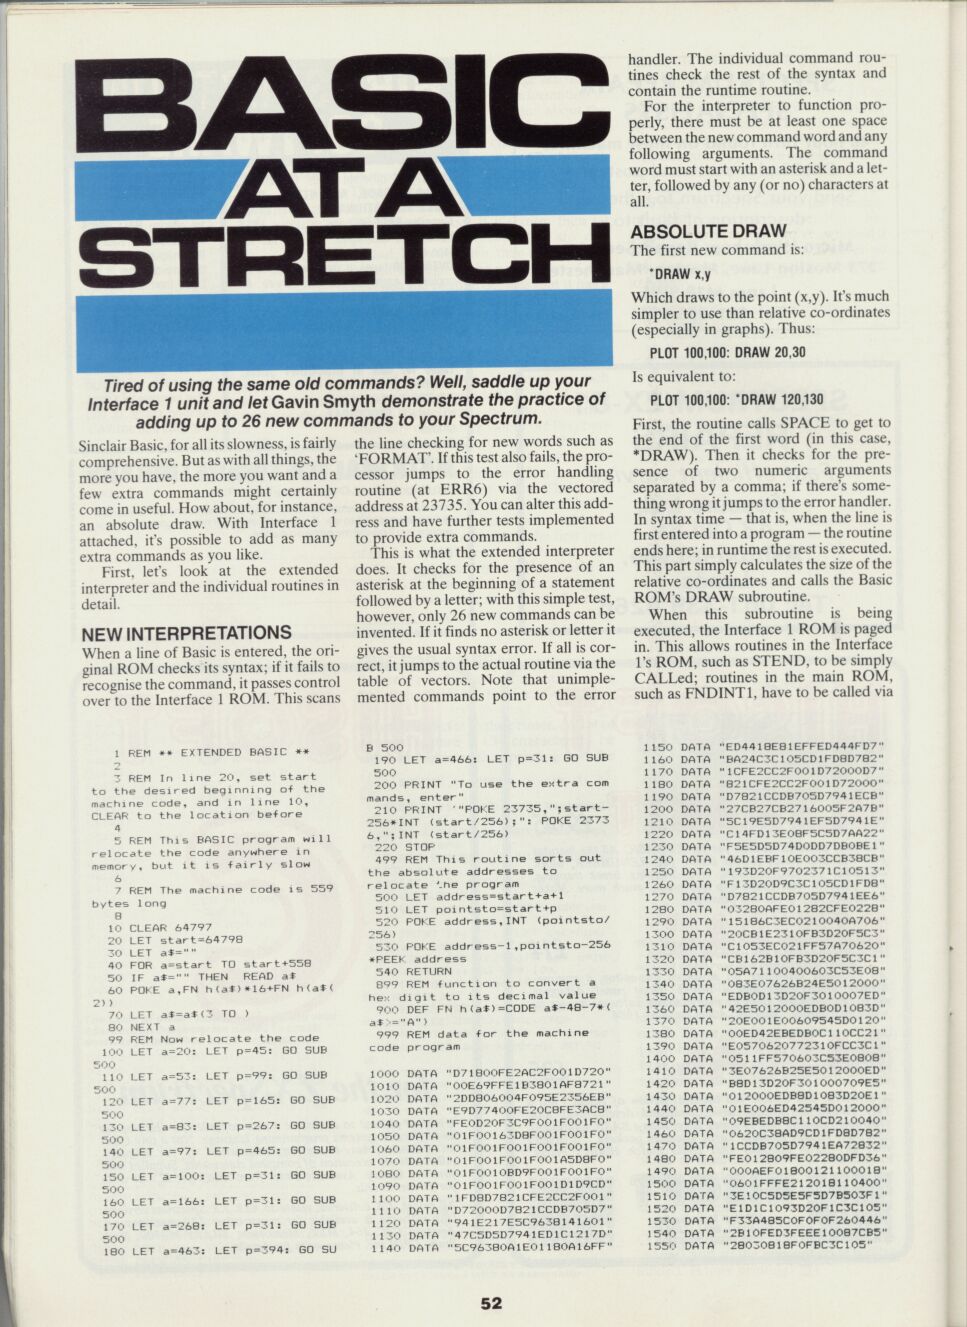 BASIC
AT A
STRETCH
Tired of using the same old commands? Well, saddle up your
Interface 1 unit and let Gavin Smyth demonstrate the practice of
adding up to 26 new commands to your Spectrum.
Sinclair Basic, for all its slowness, is fairly
comprehensive. But as with all things, the
more you have, the more you want and a
few extra commands might certainly
come in useful. How about, for instance,
an absolute draw. With Interface 1
attached, it's possible to add as many
extra commands as you like.
First, let's look at the extended
interpreter and the individual routines in
detail.
NEW INTERPRETATIONS
When a line of Basic is entered, the ori-
ginal ROM checks its syntax; if it fails to
recognise the command, it passes control
over to the Interface 1 ROM. This scans
the line checking for new words such as
'FORMAT'. If this test also fails, the pro-
cessor jumps to the error handling
routine (at ERR6) via the vectored
address at 23735. You can alter this add-
ress and have further tests implemented
to provide extra commands.
This is what the extended interpreter
does. It checks for the presence of an
asterisk at the beginning of a statement
followed by a letter; with this simple test,
however, only 26 new commands can be
invented. If it finds no asterisk or letter it
gives the usual syntax error. If all is cor-
rect, it jumps to the actual routine via the
table of vectors. Note that unimple-
mented commands point to the error
handler. The individual command rou-
tines check the rest of the syntax and
contain the runtime routine.
For the interpreter to function pro-
perly, there must be at least one space
between the new command word and any
following arguments. The command
word must start with an asterisk and a let-
ter, followed by any (or no) characters at
all.
ABSOLUTE DRAW
The first new command is:
*DRAW x,y
Which draws to the point (x,y). It's much
simpler to use than relative co-ordinates
(especially in graphs). Thus:
PLOT 100,100: DRAW 20,30
Is equivalent to:
PLOT 100,100: *DRAW 120,130
First, the routine calls SPACE to get to
the end of the first word (in this case,
*DRAW). Then it checks for the pre-
sence of two numeric arguments
separated by a comma; if there's some-
thing wrong it jumps to the error handler.
In syntax time — that is, when the line is
first entered into a program — the routine
ends here; in runtime the rest is executed.
This part simply calculates the size of the
relative co-ordinates and calls the Basic
ROM's DRAW subroutine.
When this subroutine is being
executed, the Interface 1 ROM is paged
in. This allows routines in the Interface
1's ROM, such as STEND, to be simply
CALLed; routines in the main ROM,
such as FNDINT1, have to be called via
1 REM ** EXTENDED BASIC **
2
3 REM In line 20, set start
to the desired beginning of the
machine code, and in line 10,
CLEAR to the location before
4
5 REM This BASIC program will
relocate the code anywhere in
memory, but it is fairly slow
6
7 REM The machine code is 559
bytes long
8
10 CLEAR 64797
20 LET start=64798
30 LET a$=""
40 FOR a=start TO start+558
50 IF a$="" THEN READ a$
60 POKE a,FN h(a$)*16+FN h(a$(
2))
70 LET a$=a$(3 TO )
80 NEXT a
99 REM Now relocate the code
100 LET a=20: LET p=45: GO SUB
500
110 LET a=53: LET p=99: GO SUB
500
120 LET a=77: LET p=165: GO SUB
500
130 LET a=83: LET p=267: GO SUB
500
140 LET a=97: LET p=465: GO SUB
500
150 LET a=100: LET p=31: GO SUB
500
160 LET a=166: LET p=31: GO SUB
500
170 LET a=268: LET p=31: GO SUB
500
180 LET a=463: LET p=394: GO SU
B 500
190 LET a=466: LET p=31: GO SUB
500
200 PRINT "To use the extra com
mands, enter"
210 PRINT '"POKE 23735,";start-
256*INT (start/256);": POKE 2373
6,";INT (start/256)
220 STOP
499 REM This routine sorts out
the absolute addresses to
relocate the program
500 LET address=start+a+1
510 LET pointsto=start+p
520 POKE address,INT (pointsto/
256)
530 POKE address-1,pointsto-256
*PEEK address
540 RETURN
899 REM function to convert a
hex digit to its decimal value
900 DEF FN h(a$)=CODE a$-48-7*(
a$>="A")
999 REM data for the machine
code program
1000 DATA "D71800FE2AC2F001D720"
1010 DATA "00E69FFE1B3801AF8721"
1020 DATA "2DD806004F095E2356EB"
1030 DATA "E9D77400FE20C8FE3AC8"
1040 DATA "FE0D20F3C9F001F001F0"
1050 DATA "01F00163D8F001F001F0"
1060 DATA "01F001F001F001F001F0"
1070 DATA "01F001F001F001A5D8F0"
1080 DATA "01F0010BD9F001F001F0"
1090 DATA "01F001F001F001D1D9CD"
1100 DATA "1FD8D7821CFE2CC2F001"
1110 DATA "D72000D7821CCDB705D7"
1120 DATA "941E217E5C9638141601"
1130 DATA "47C5D5D7941ED1C1217D"
1140 DATA "5C96380A1E01180A16FF"
1150 DATA "ED4418E81EFFED444FD7"
1160 DATA "BA24C3C105CD1FD8D782"
1170 DATA "1CFE2CC2F001D72000D7"
1180 DATA "821CFE2CC2F001D72000"
1190 DATA "D7821CCDB705D7941ECB"
1200 DATA "27CB27CB2716005F2A7B"
1210 DATA "5C19E5D7941EF5D7941E"
1220 DATA "C14FD13E08F5C5D7AA22"
1230 DATA "F5E5D5D74D0DD7DB0BE1"
1240 DATA "46D1EBF10E003CCB38CB"
1250 DATA "193D20F9702371C10513"
1260 DATA "F13D20D9C3C105CD1FD8"
1270 DATA "D7821CCDB705D7941EE6"
1280 DATA "03280AFE01282CFE0228"
1290 DATA "15186C3EC0210040A706"
1300 DATA "20CB1E2310FB3D20F5C3"
1310 DATA "C1053EC021FF57A70620"
1320 DATA "CB162B10FB3D20F5C3C1"
1330 DATA "05A71100400603C53E08"
1340 DATA "083E07626B24E5012000"
1350 DATA "EDB0D13D20F3010007ED"
1360 DATA "42E5012000EDB0D1083D"
1370 DATA "20E001E00609545D0120"
1380 DATA "00ED42EBEDB0C110CC21"
1390 DATA "E0570620772310FCC3C1"
1400 DATA "0511FF570603C53E0808"
1410 DATA "3E07626B25E5012000ED"
1420 DATA "B8D13D20F301000709E5"
1430 DATA "012000EDB8D1083D20E1"
1440 DATA "01E006ED42545D012000"
1450 DATA "09EBEDB8C110CD210040"
1460 DATA "0620C38AD9CD1FD8D782"
1470 DATA "1CCDB705D7941EA72832"
1480 DATA "FE012809FE02280DFD36"
1490 DATA "000AEF01800121100018"
1500 DATA "0601FFFE212018110400"
1510 DATA "3E10C5D5E5F5D7B503F1"
1520 DATA "E1D1C1093D20F1C3C105"
1530 DATA "F33A485C0F0F0F260446"
1540 DATA "2B10FED3FEEE10087CB5"
1550 DATA "28030818F0FBC3C105"
52